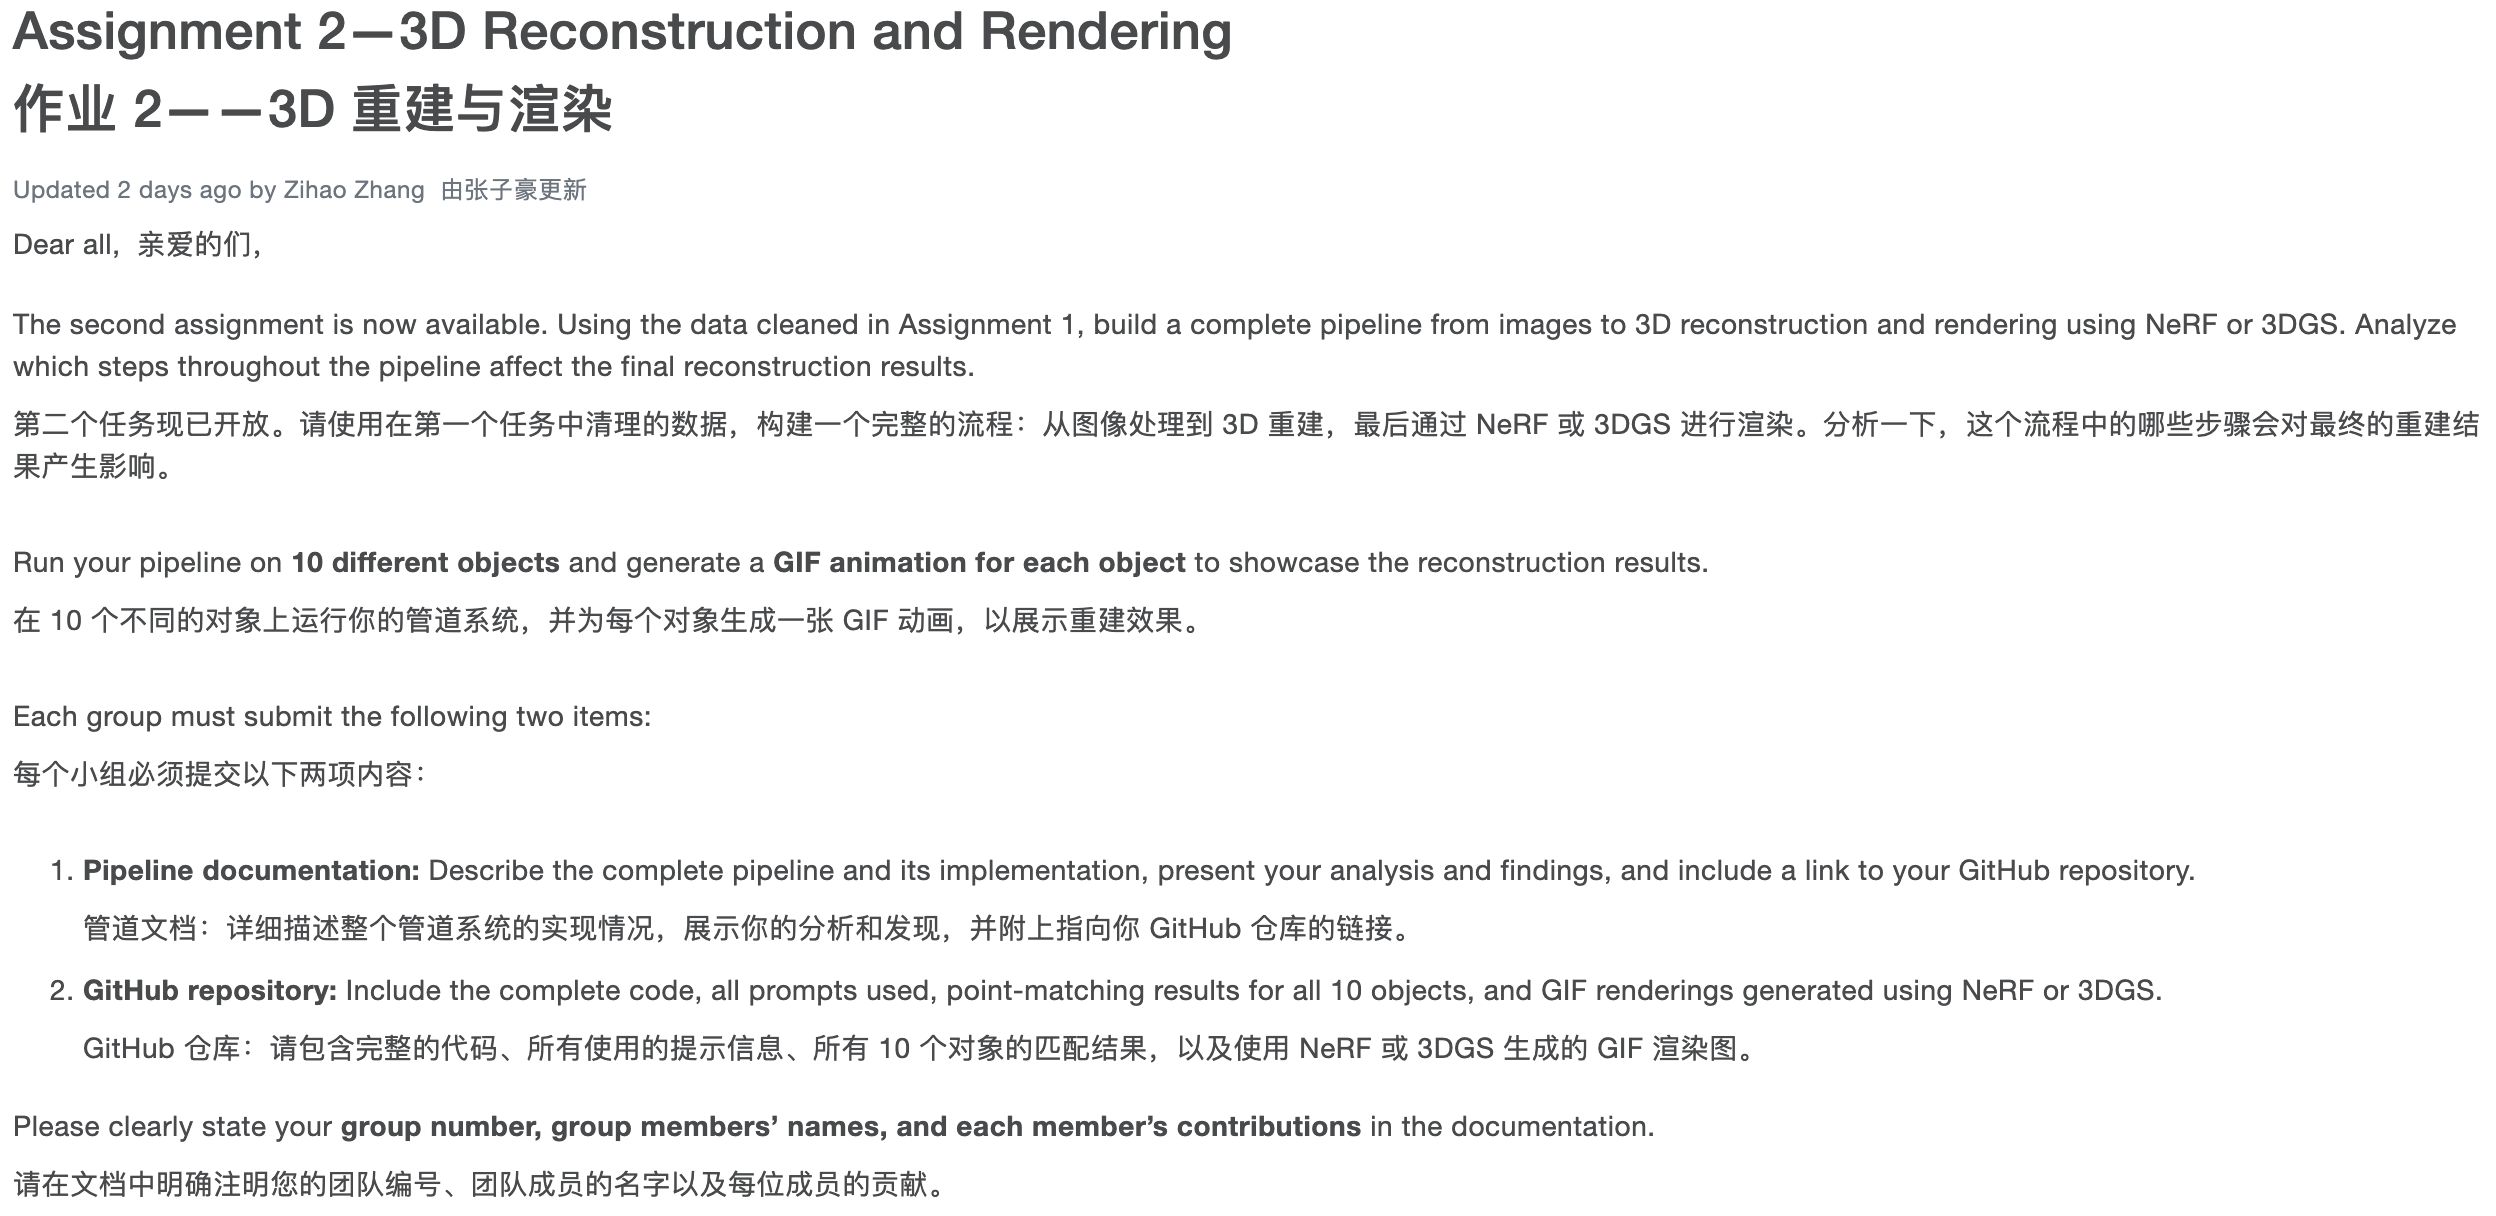 Assignment 2—3D Reconstruction and Rendering
作业 2——3D 重建与渲染
Updated 2 days ago by Zihao Zhang 由张子豪更新
Dear all，亲爱的们，
The second assignment is now available. Using the data cleaned in Assignment 1, build a complete pipeline from images to 3D reconstruction and rendering using NeRF or 3DGS. Analyze
which steps throughout the pipeline affect the final reconstruction results.
第二个任务现已开放。请使用在第一个任务中清理的数据，构建一个完整的流程：从图像处理到 3D 重建，最后通过 NeRF 或 3DGS 进行渲染。分析一下，这个流程中的哪些步骤会对最终的重建结
果产生影响。
Run your pipeline on 10 different objects and generate a GIF animation for each object to showcase the reconstruction results.
在 10 个不同的对象上运行你的管道系统，并为每个对象生成一张 GIF 动画，以展示重建效果。
Each group must submit the following two items:
每个小组必须提交以下两项内容：
1. Pipeline documentation: Describe the complete pipeline and its implementation, present your analysis and findings, and include a link to your GitHub repository.
管道文档：详细描述整个管道系统的实现情况，展示你的分析和发现，并附上指向你 GitHub 仓库的链接。
2. GitHub repository: Include the complete code, all prompts used, point-matching results for all 10 objects, and GIF renderings generated using NeRF or 3DGS.
GitHub 仓库：请包含完整的代码、所有使用的提示信息、所有 10 个对象的匹配结果，以及使用 NeRF 或 3DGS 生成的 GIF 渲染图。
Please clearly state your group number, group members’ names, and each member’s contributions in the documentation.
请在文档中明确注明您的团队编号、团队成员的名字以及每位成员的贡献。